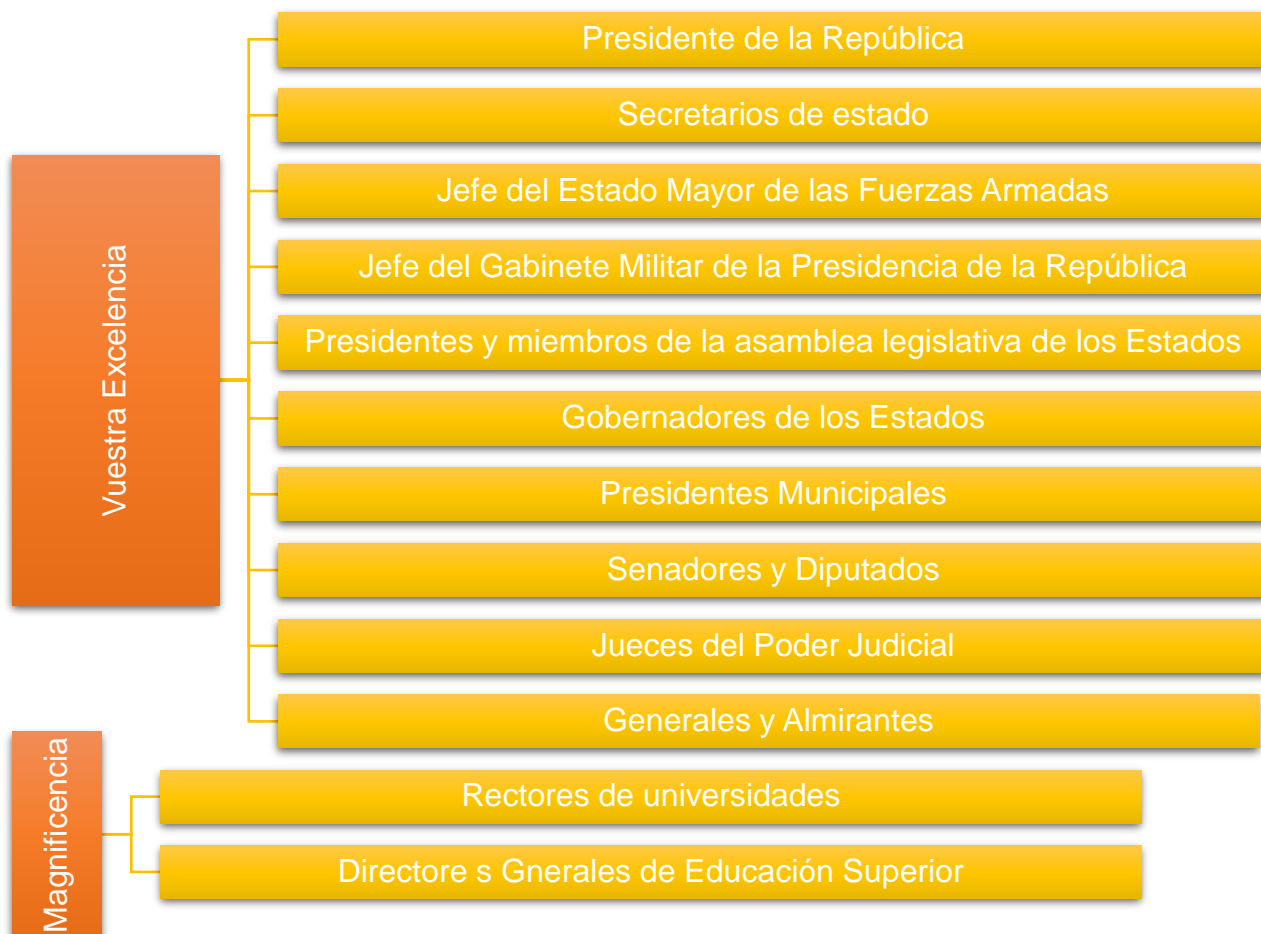 Vuestra Excelencia
Presidente de la República
Secretarios de estado
Jefe del Estado Mayor de las Fuerzas Armadas
Jefe del Gabinete Militar de la Presidencia de la República
Presidentes y miembros de la asamblea legislativa de los Estados
Gobernadores de los Estados
Presidentes Municipales
Senadores y Diputados
Jueces del Poder Judicial
Generales y Almirantes
Magnificencia
Rectores de universidades
Directore s Gnerales de Educación Superior